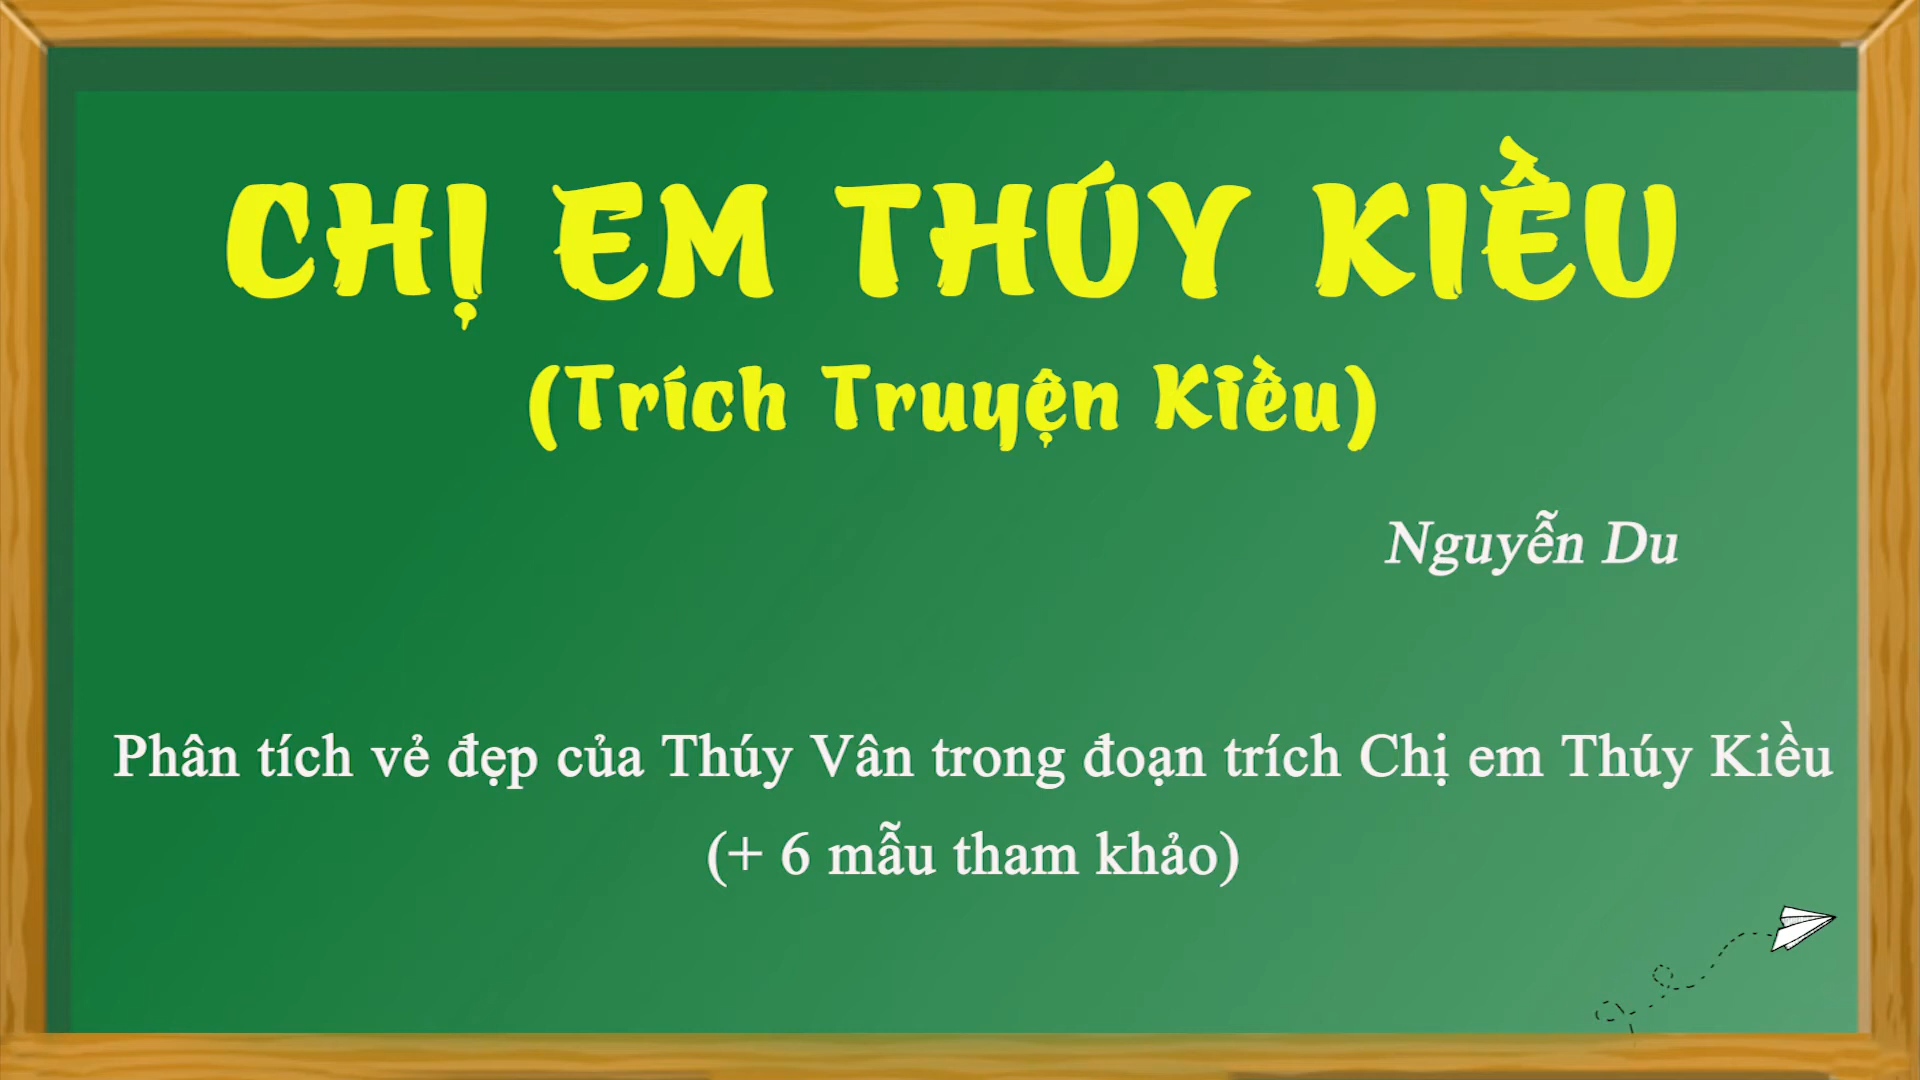 CHỊ EM THÚY KIỀU
(Trích Truyện Kiều)
Nguyễn Du
Phân tích vẻ đẹp của Thúy Vân trong đoạn trích Chị em Thúy Kiều
(+ 6 mẫu tham khảo)